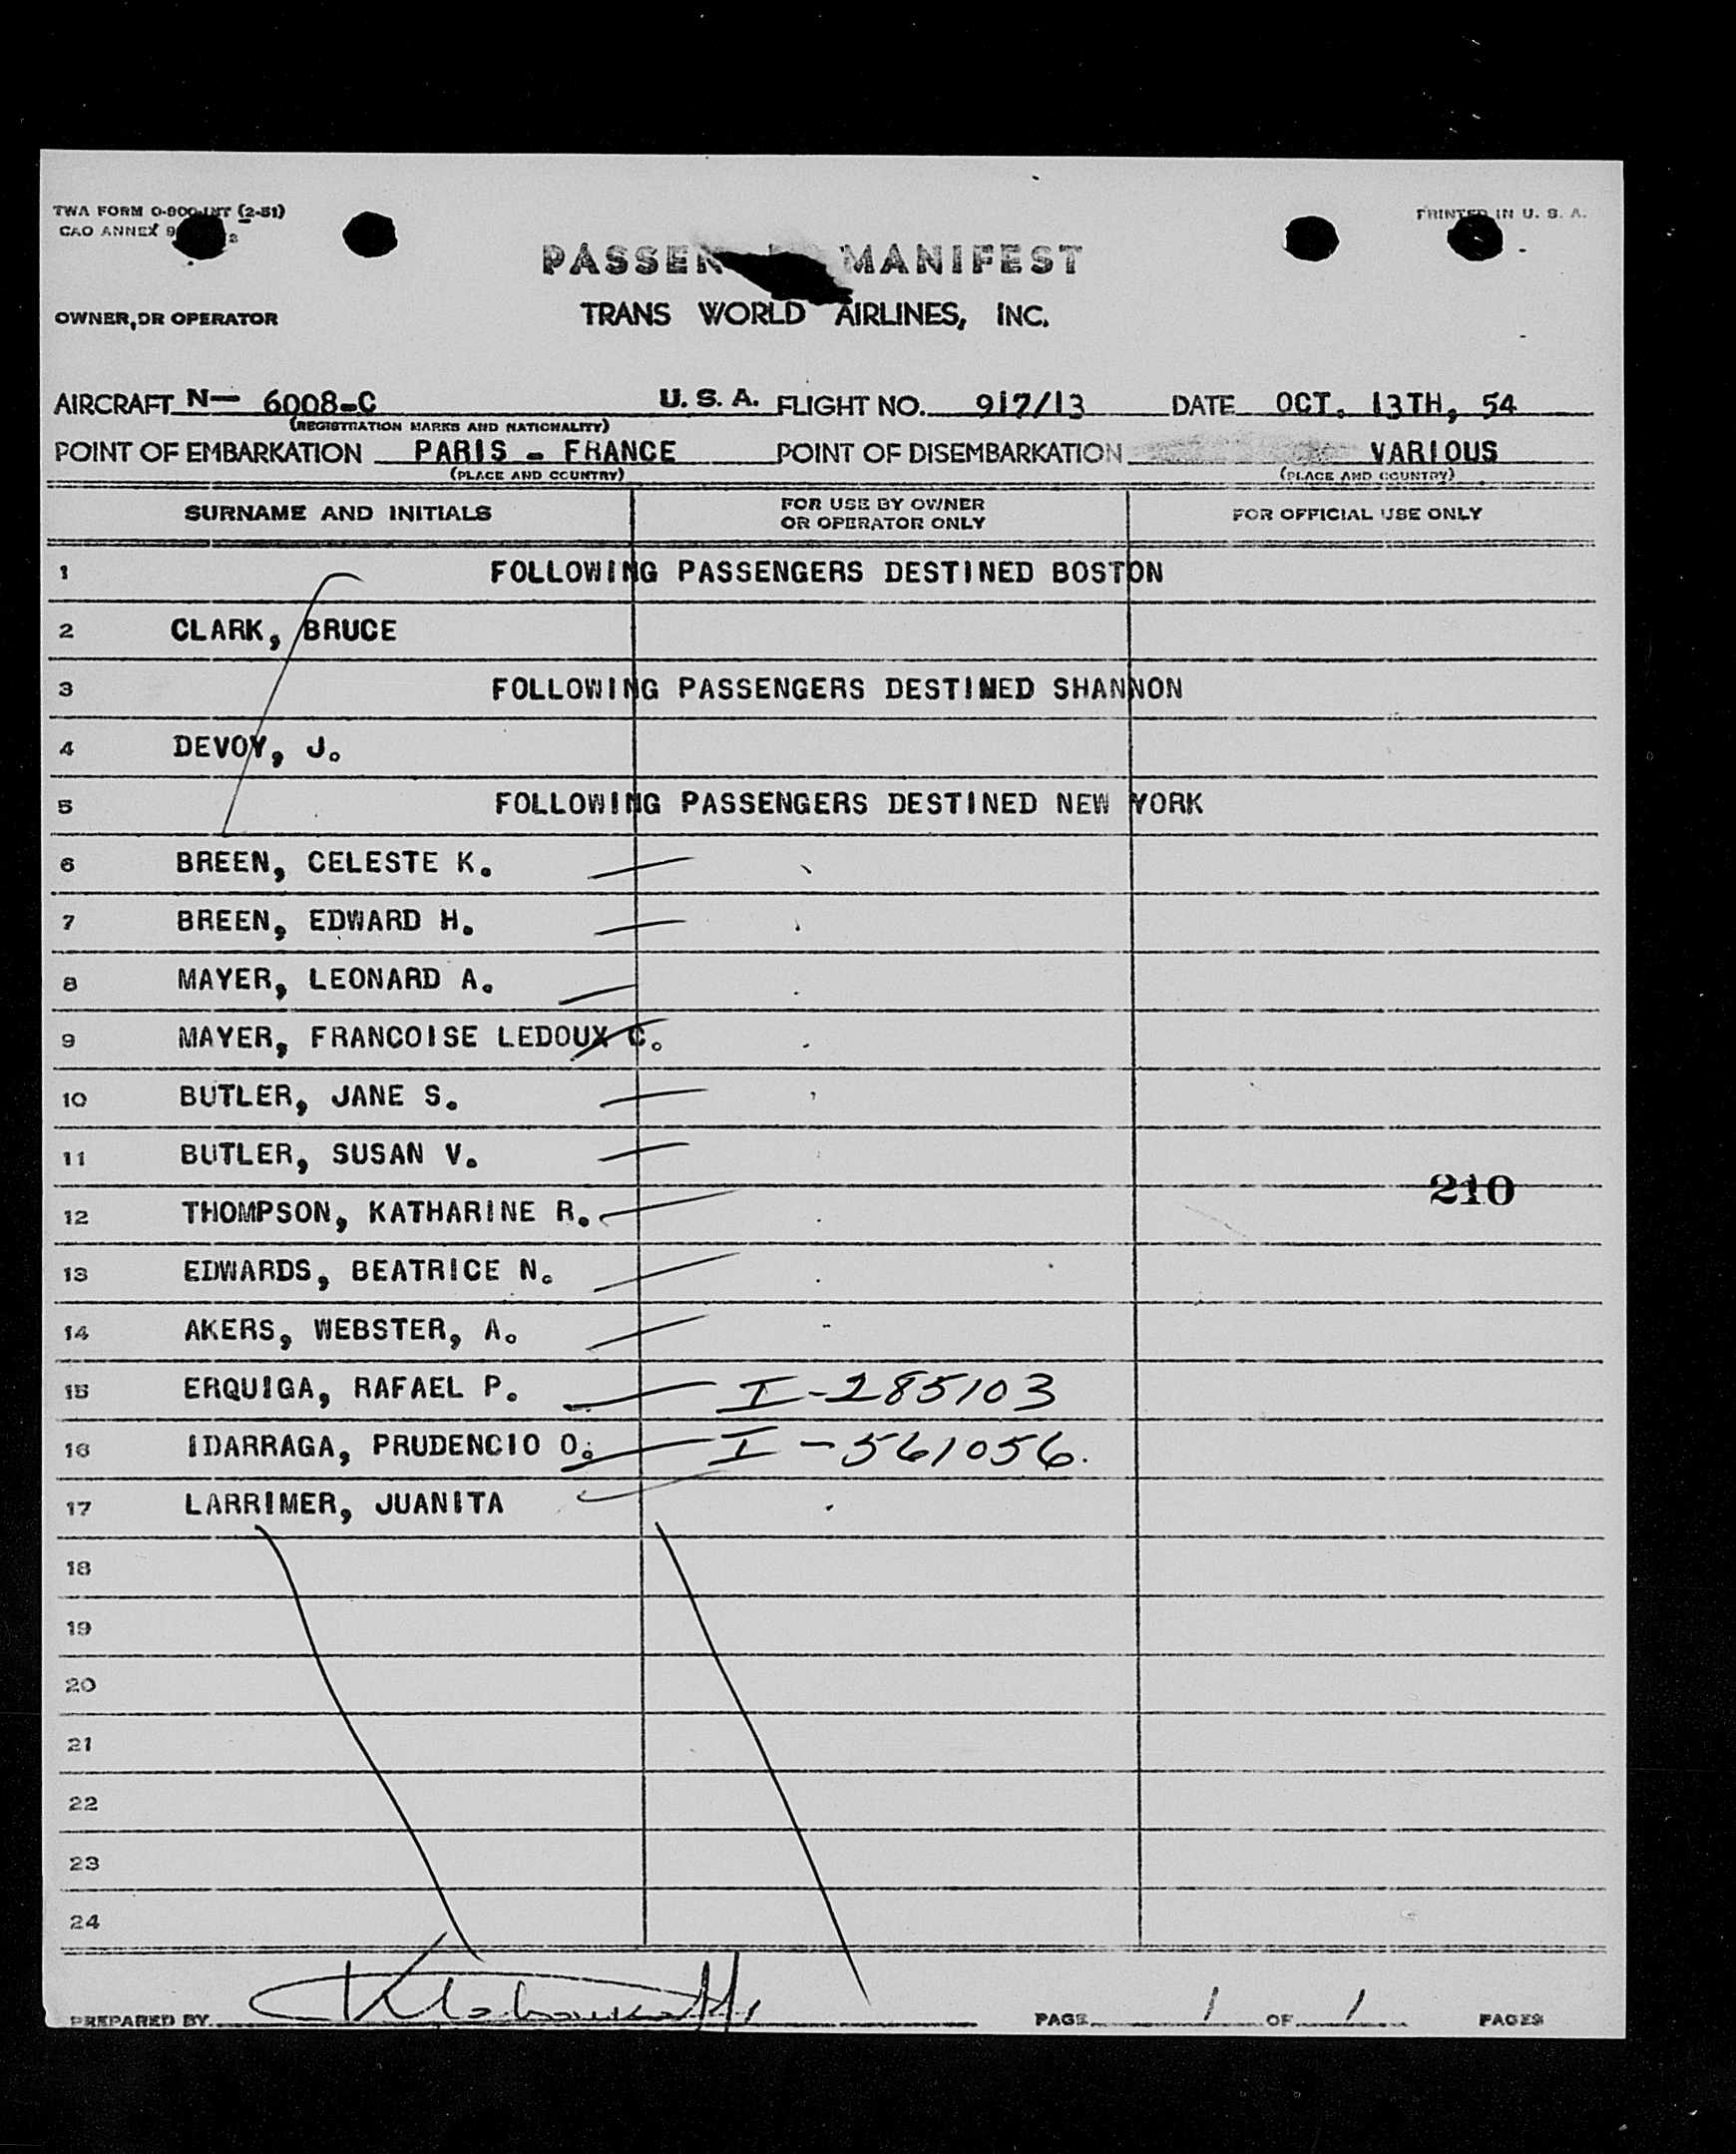 TWA FORM O-800-INT (2-51)
PRINTED IN U. S. A.
CAO ANNEX 9
MANIFEST
OWNER, OR OPERATOR
TRANS WORLD AIRLINES, INC.
AIRCRAFT N— 6008-C U. S. A. FLIGHT NO. 917/13 DATE OCT. 13TH, 54
(REGISTRATION MARKS AND NATIONALITY)
POINT OF EMBARKATION PARIS - FRANCE POINT OF DISEMBARKATION VARIOUS
(PLACE AND COUNTRY) (PLACE AND COUNTRY)
SURNAME AND INITIALS FOR USE BY OWNER OR OPERATOR ONLY FOR OFFICIAL USE ONLY
1 FOLLOWING PASSENGERS DESTINED BOSTON
2 CLARK, BRUCE
3 FOLLOWING PASSENGERS DESTINED SHANNON
4 DEVOY, J.
5 FOLLOWING PASSENGERS DESTINED NEW YORK
6 BREEN, CELESTE K.
7 BREEN, EDWARD H.
8 MAYER, LEONARD A.
9 MAYER, FRANCOISE LEDOUX C.
10 BUTLER, JANE S.
11 BUTLER, SUSAN V.
210
12 THOMPSON, KATHARINE R.
13 EDWARDS, BEATRICE N.
14 AKERS, WEBSTER, A.
15 ERQUIGA, RAFAEL P. I-285103
16 IDARRAGA, PRUDENCIO O. I-561056.
17 LARRIMER, JUANITA
18
19
20
21
22
23
24
PREPARED BY PAGE 1 OF 1 PAGES